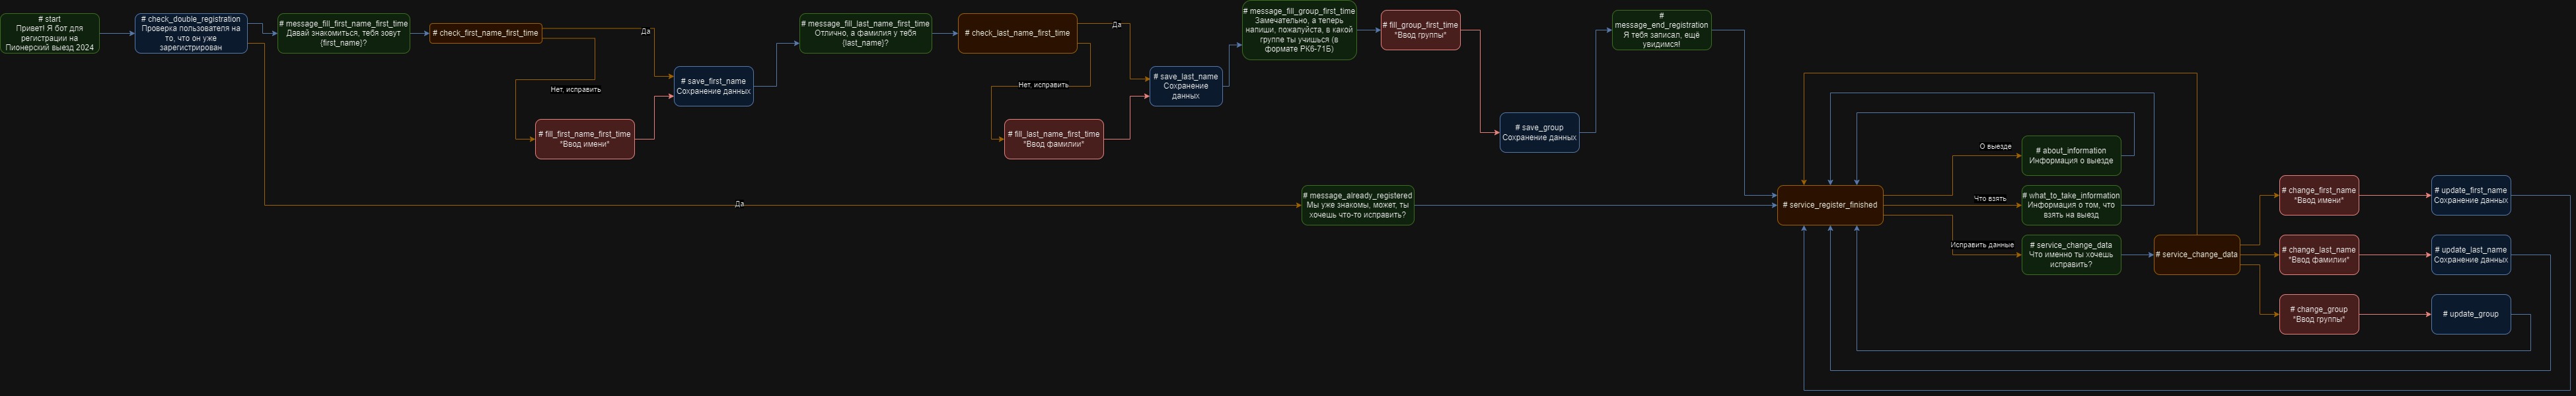 # start
Привет! Я бот для
регистрации на
Пионерский выезд 2024
# check_double_registration
Проверка пользователя на
то, что он уже
зарегистрирован
# message_fill_first_name_first_time
Давай знакомиться, тебя зовут
{first_name}?
# check_first_name_first_time
Да
Нет, исправить
# fill_first_name_first_time
*Ввод имени*
# save_first_name
Сохранение данных
# message_fill_last_name_first_time
Отлично, а фамилия у тебя
{last_name}?
# check_last_name_first_time
Да
Нет, исправить
# fill_last_name_first_time
*Ввод фамилии*
# save_last_name
Сохранение
данных
# message_fill_group_first_time
Замечательно, а теперь
напиши, пожалуйста, в какой
группе ты учишься (в
формате РК6-71Б)
# fill_group_first_time
*Ввод группы*
# save_group
Сохранение данных
#
message_end_registration
Я тебя записал, ещё
увидимся!
Да
# message_already_registered
Мы уже знакомы, может, ты
хочешь что-то исправить?
# service_register_finished
О выезде
# about_information
Информация о выезде
Что взять
# what_to_take_information
Информация о том, что
взять на выезд
Исправить данные
# service_change_data
Что именно ты хочешь
исправить?
# service_change_data
# change_first_name
*Ввод имени*
# update_first_name
Сохранение данных
# change_last_name
*Ввод фамилии*
# update_last_name
Сохранение данных
# change_group
*Ввод группы*
# update_group